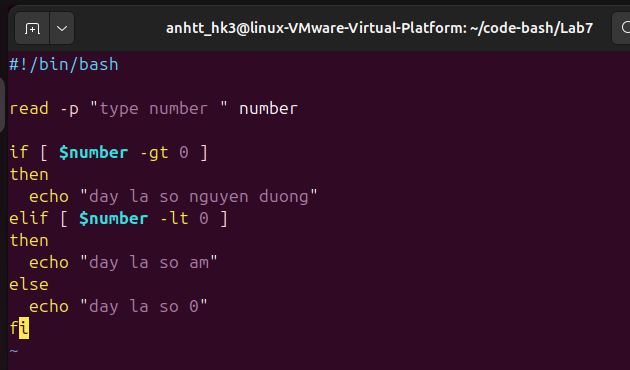 anhtt_hk3@linux-VMware-Virtual-Platform: ~/code-bash/Lab7
#!/bin/bash
read -p "type number " number
if [ $number -gt 0 ]
then
  echo "day la so nguyen duong"
elif [ $number -lt 0 ]
then
  echo "day la so am"
else
  echo "day la so 0"
fi
~